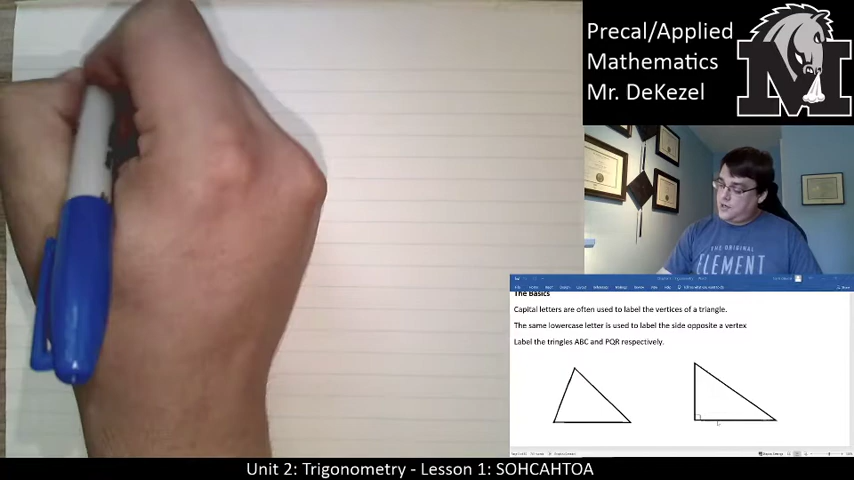 Precal/Applied
Mathematics
Mr. DeKezel
M
THE ORIGINAL
ELEMENT
The Basics
Capital letters are often used to label the vertices of a triangle.
The same lowercase letter is used to label the side opposite a vertex
Label the tringles ABC and PQR respectively.
Unit 2: Trigonometry - Lesson 1: SOHCAHTOA